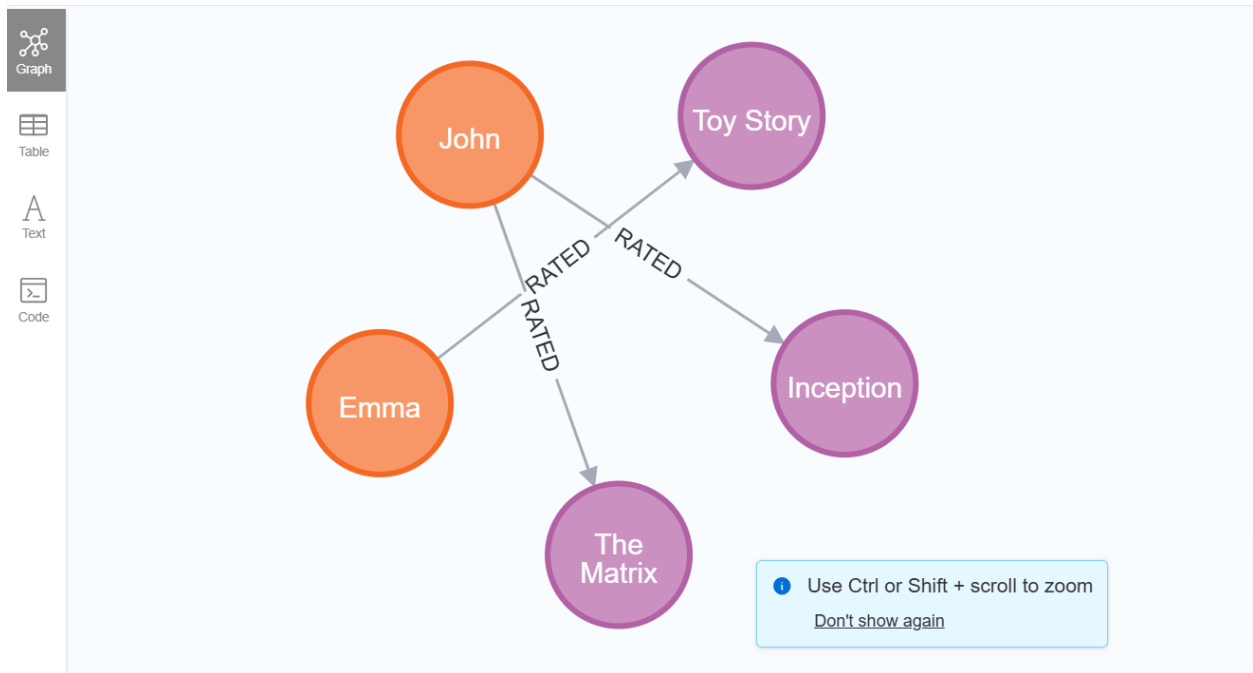 Graph
Table
Text
Code
John
Toy Story
RATED
RATED
RATED
Emma
Inception
The
Matrix
Use Ctrl or Shift + scroll to zoom
Don't show again